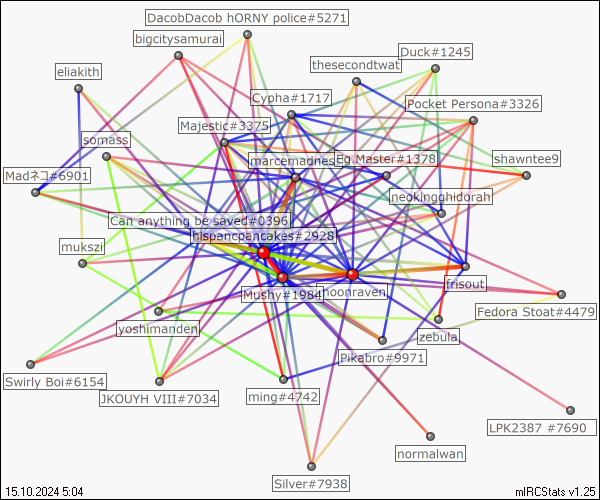 DacobDacob hORNY police#5271
bigcitysamurai
Duck#1245
thesecondtwat
eliakith
Cypha#1717
Pocket Persona#3326
Majestic#3375
somass
marcemadness
Eg.Master#1378
shawntee9
Madネコ#6901
neokingghidorah
Can anything be saved#0396
hispancpancakes#2928
mukszi
frisout
Mushy#1984
hoonraven
Fedora Stoat#4479
yoshimanden
zebula
Pikabro#9971
Swirly Boi#6154
JKOUYH VIII#7034
ming#4742
LPK2387 #7690
normalwan
Silver#7938
15.10.2024 5:04
mIRCStats v1.25